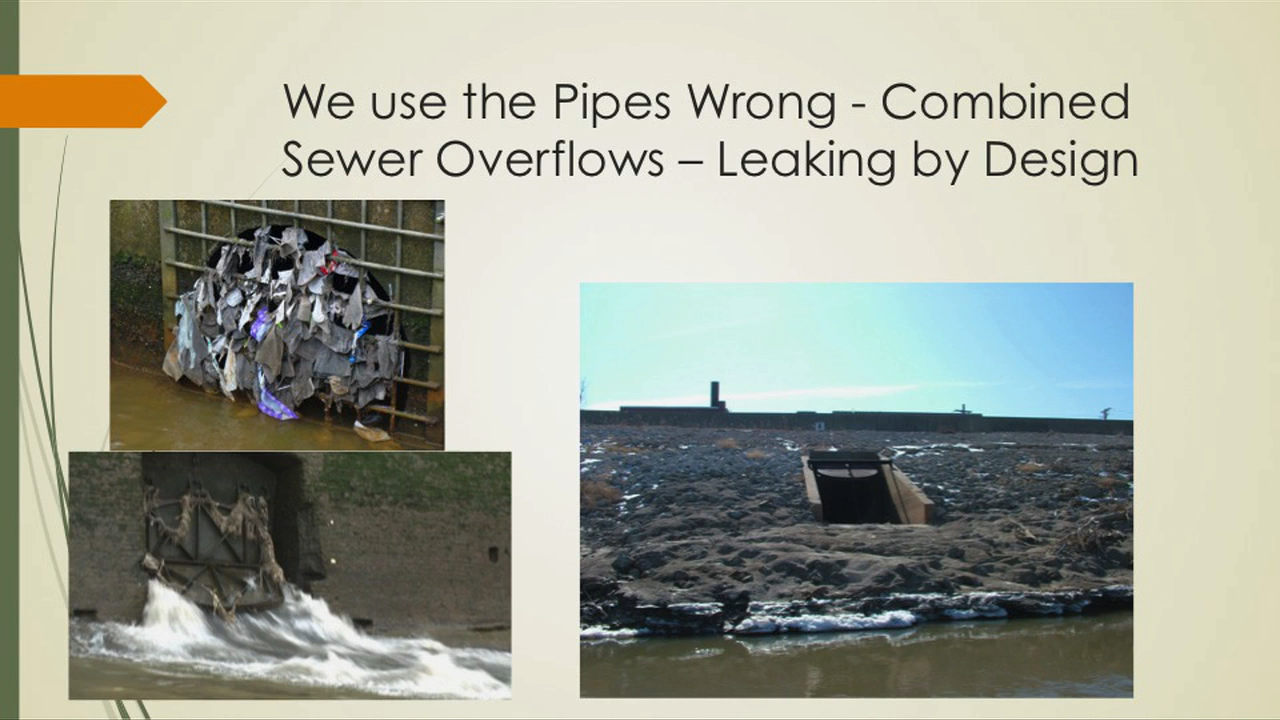 We use the Pipes Wrong - Combined
Sewer Overflows – Leaking by Design